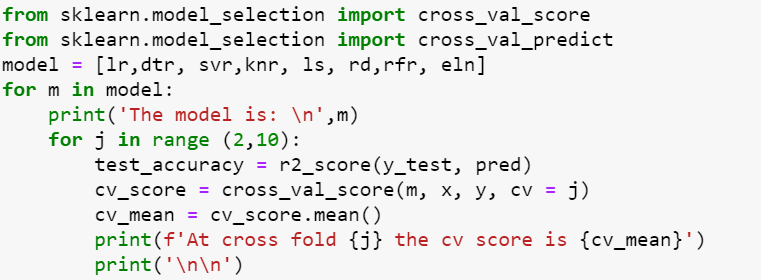 from sklearn.model_selection import cross_val_score
from sklearn.model_selection import cross_val_predict
model = [lr,dtr, svr,knr, ls, rd,rfr, eln]
for m in model:
    print('The model is: \n',m)
    for j in range (2,10):
        test_accuracy = r2_score(y_test, pred)
        cv_score = cross_val_score(m, x, y, cv = j)
        cv_mean = cv_score.mean()
        print(f'At cross fold {j} the cv score is {cv_mean}')
        print('\n\n')